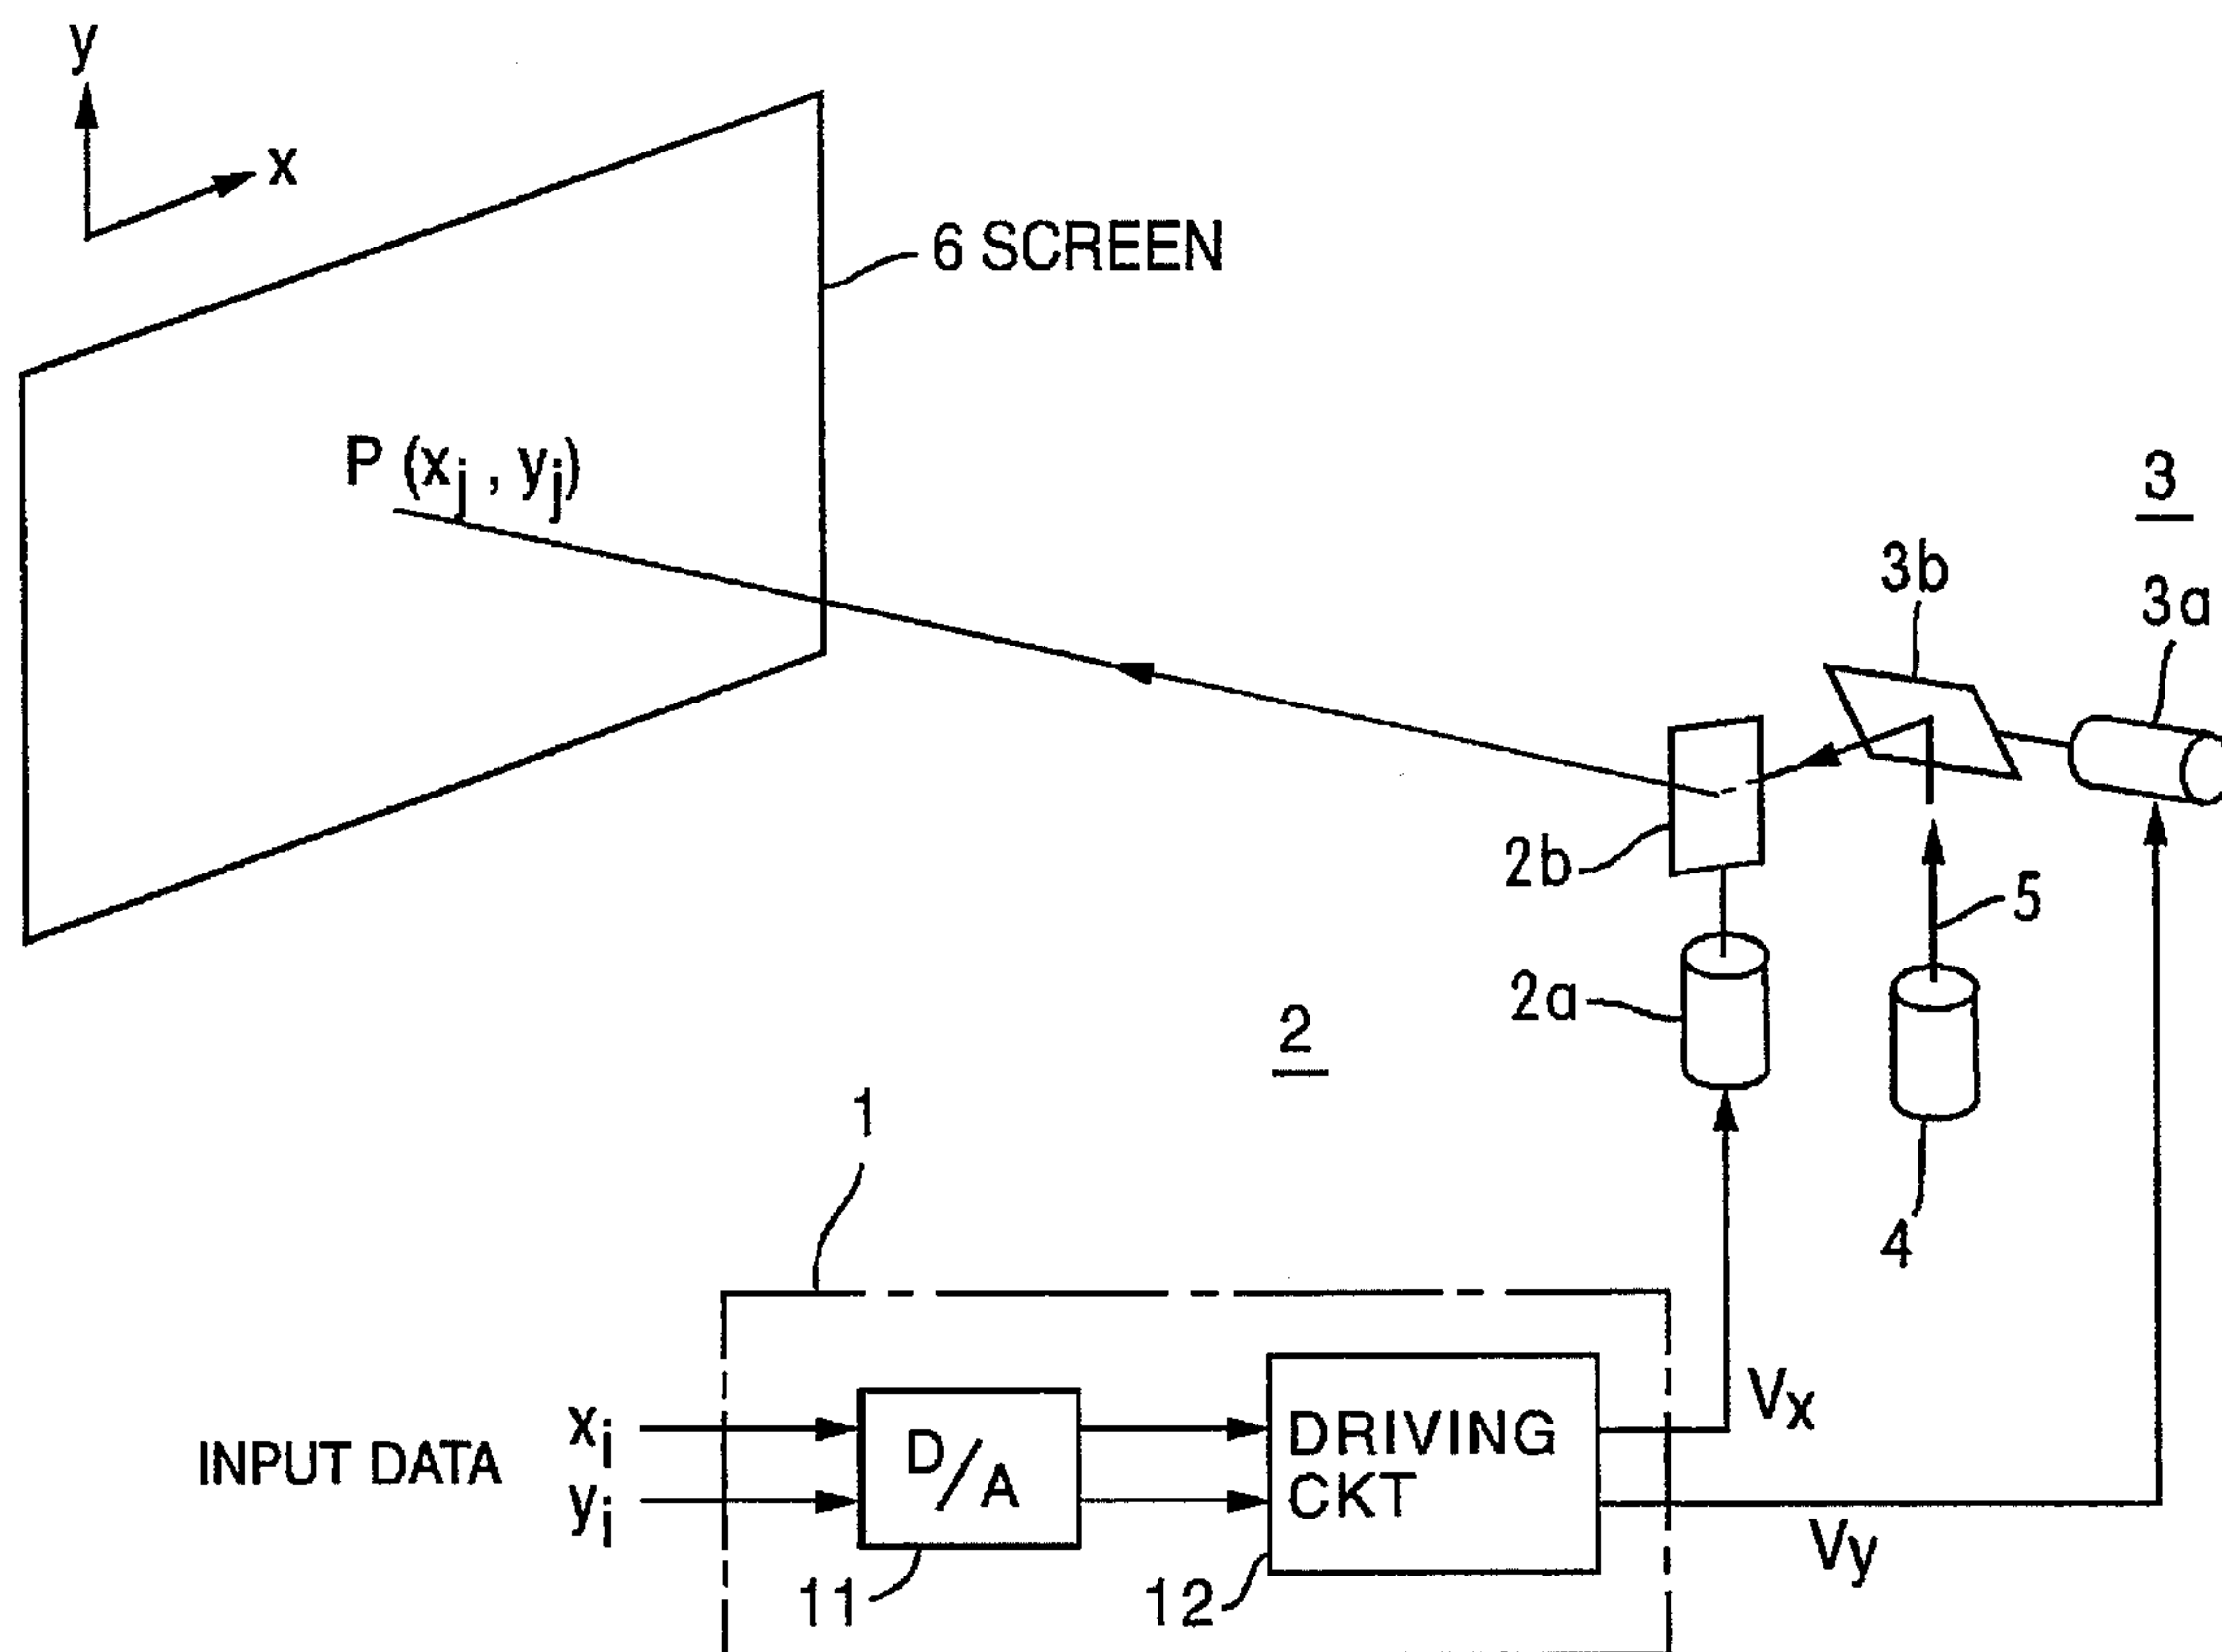 y
x
6 SCREEN
P (xj , yj)
3
3b
3a
2b
5
2a
2
1
4
Vx
INPUT DATA
xi
yi
D/A
DRIVING
CKT
Vy
11
12